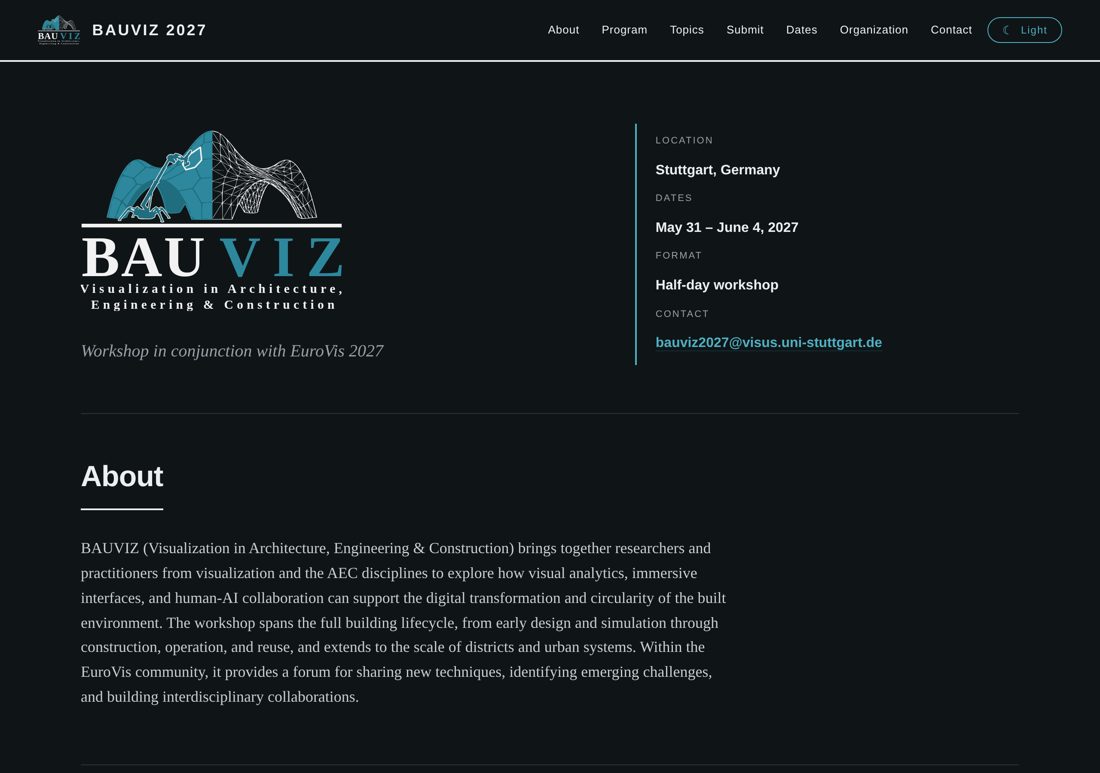 BAU VIZ
BAUVIZ 2027
About
Program
Topics
Submit
Dates
Organization
Contact
☾ Light
BAU VIZ
Visualization in Architecture,
Engineering & Construction
Workshop in conjunction with EuroVis 2027
LOCATION
Stuttgart, Germany
DATES
May 31 – June 4, 2027
FORMAT
Half-day workshop
CONTACT
bauviz2027@visus.uni-stuttgart.de
About
BAUVIZ (Visualization in Architecture, Engineering & Construction) brings together researchers and
practitioners from visualization and the AEC disciplines to explore how visual analytics, immersive
interfaces, and human-AI collaboration can support the digital transformation and circularity of the built
environment. The workshop spans the full building lifecycle, from early design and simulation through
construction, operation, and reuse, and extends to the scale of districts and urban systems. Within the
EuroVis community, it provides a forum for sharing new techniques, identifying emerging challenges,
and building interdisciplinary collaborations.